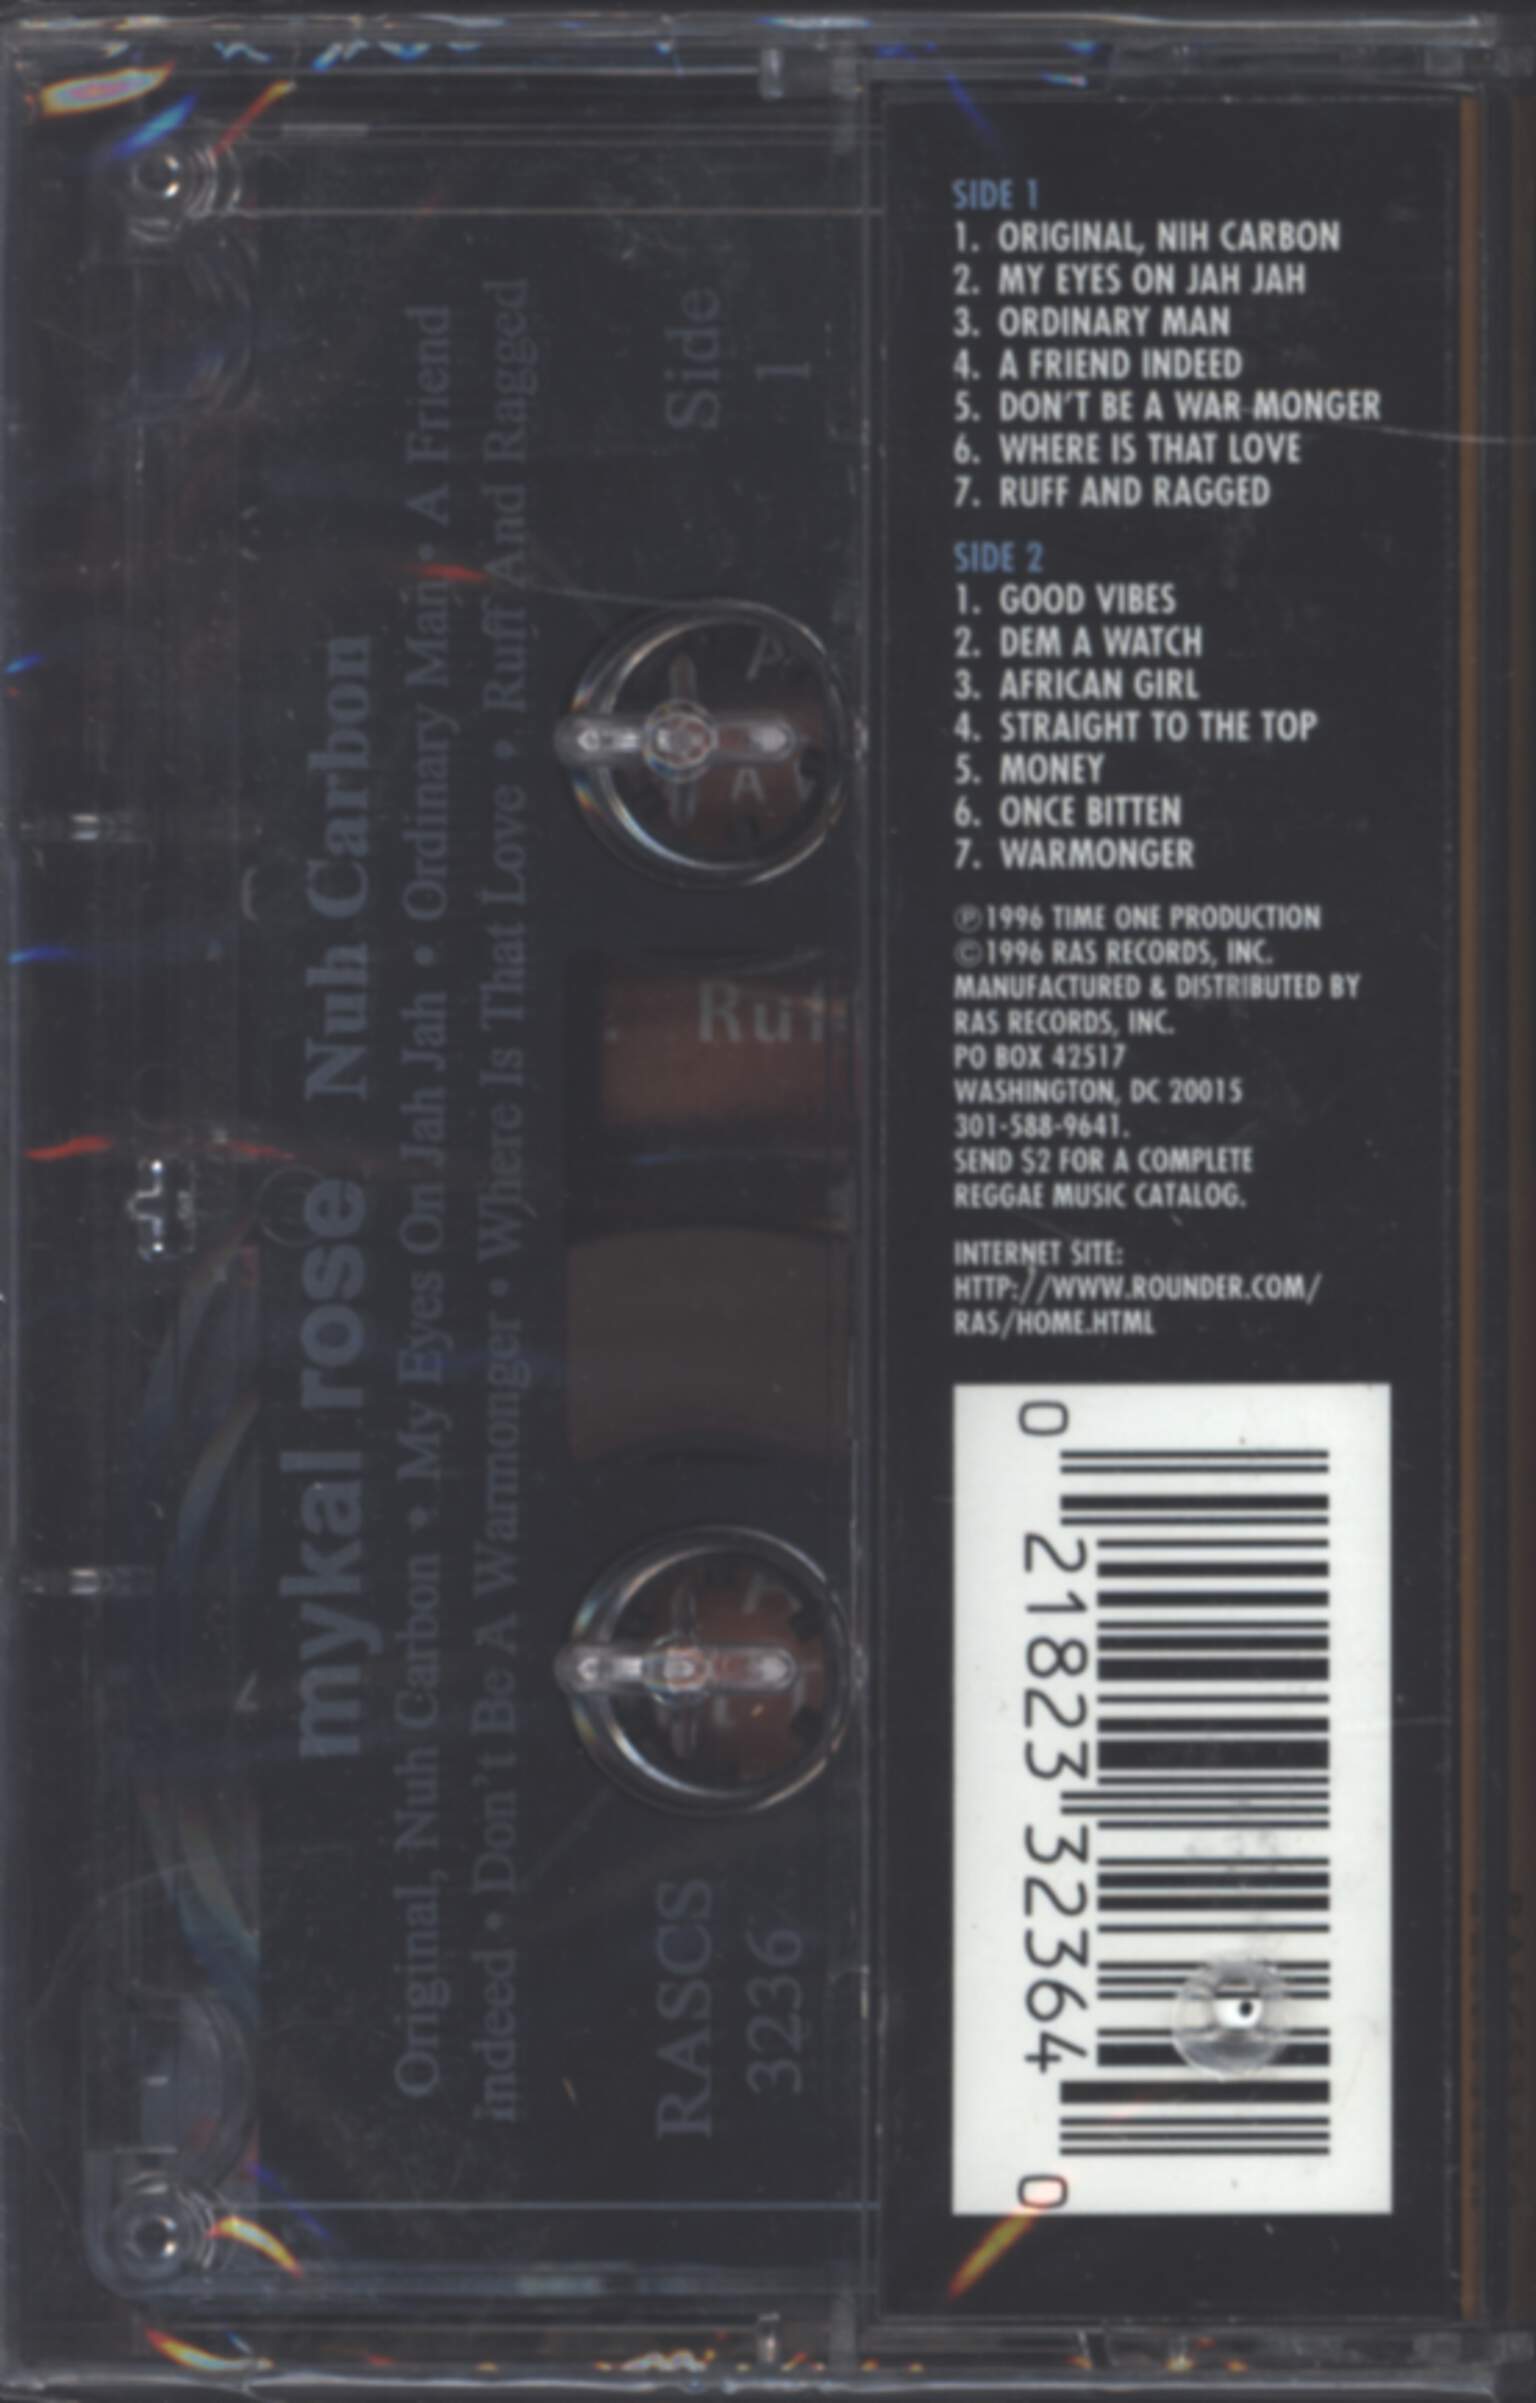 SIDE 1
1. ORIGINAL, NIH CARBON
2. MY EYES ON JAH JAH
3. ORDINARY MAN
4. A FRIEND INDEED
5. DON'T BE A WAR MONGER
6. WHERE IS THAT LOVE
7. RUFF AND RAGGED
SIDE 2
1. GOOD VIBES
2. DEM A WATCH
3. AFRICAN GIRL
4. STRAIGHT TO THE TOP
5. MONEY
6. ONCE BITTEN
7. WARMONGER
℗1996 TIME ONE PRODUCTION
©1996 RAS RECORDS, INC.
MANUFACTURED & DISTRIBUTED BY
RAS RECORDS, INC.
PO BOX 42517
WASHINGTON, DC 20015
301-588-9641.
SEND $2 FOR A COMPLETE
REGGAE MUSIC CATALOG.
INTERNET SITE:
HTTP://WWW.ROUNDER.COM/
RAS/HOME.HTML
0 21823 32364 0
mykal rose Nuh Carbon
Original, Nuh Carbon • My Eyes On Jah Jah • Ordinary Man • A Friend
indeed • Don't Be A Warmonger • Where Is That Love • Ruff And Ragged
RASCS
3236
Side
1
Ruf